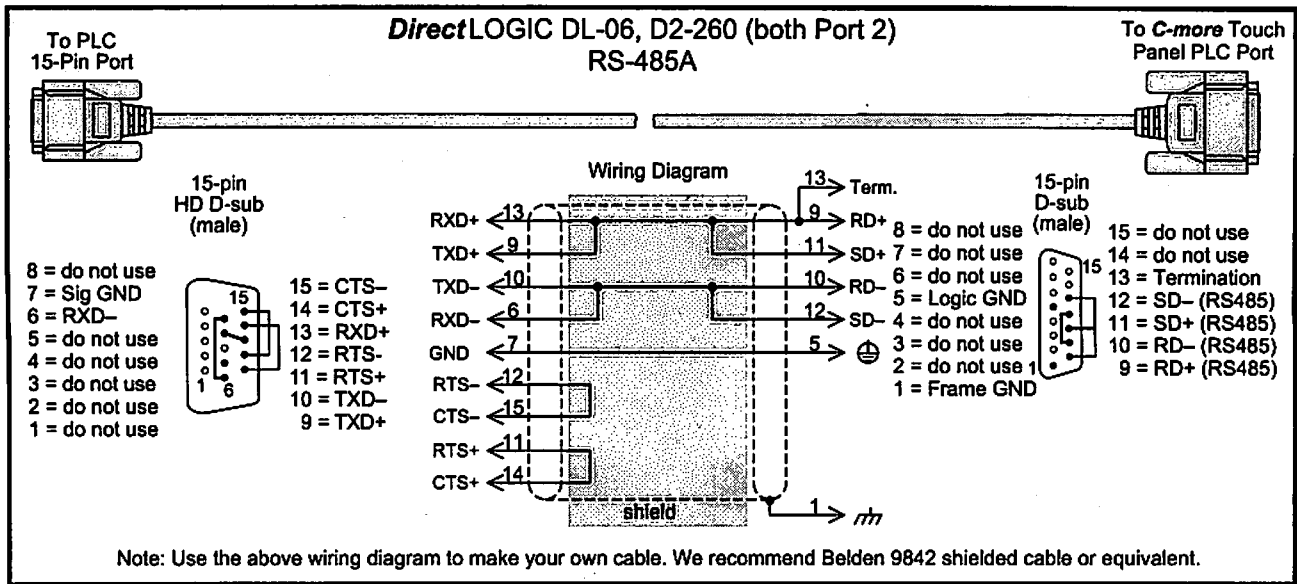 DirectLOGIC DL-06, D2-260 (both Port 2)
RS-485A
To PLC
15-Pin Port
To C-more Touch
Panel PLC Port
Wiring Diagram
15-pin
HD D-sub
(male)
8 = do not use
7 = Sig GND
6 = RXD–
5 = do not use
4 = do not use
3 = do not use
2 = do not use
1 = do not use
15
1
6
15 = CTS–
14 = CTS+
13 = RXD+
12 = RTS-
11 = RTS+
10 = TXD–
9 = TXD+
RXD+ 13
TXD+ 9
TXD- 10
RXD– 6
GND 7
RTS– 12
CTS– 15
RTS+ 11
CTS+ 14
13 Term.
9 RD+
11 SD+
10 RD–
12 SD–
5
1
shield
15-pin
D-sub
(male)
8 = do not use
7 = do not use
6 = do not use
5 = Logic GND
4 = do not use
3 = do not use
2 = do not use
1 = Frame GND
15
1
15 = do not use
14 = do not use
13 = Termination
12 = SD– (RS485)
11 = SD+ (RS485)
10 = RD– (RS485)
9 = RD+ (RS485)
Note: Use the above wiring diagram to make your own cable. We recommend Belden 9842 shielded cable or equivalent.